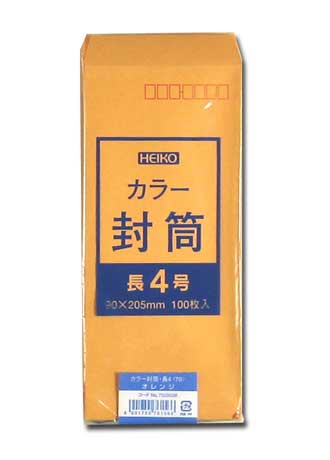 HEIKO
カラー
封筒
長4号
90×205mm 100枚入
カラー封筒・長4〈70〉
オレンジ